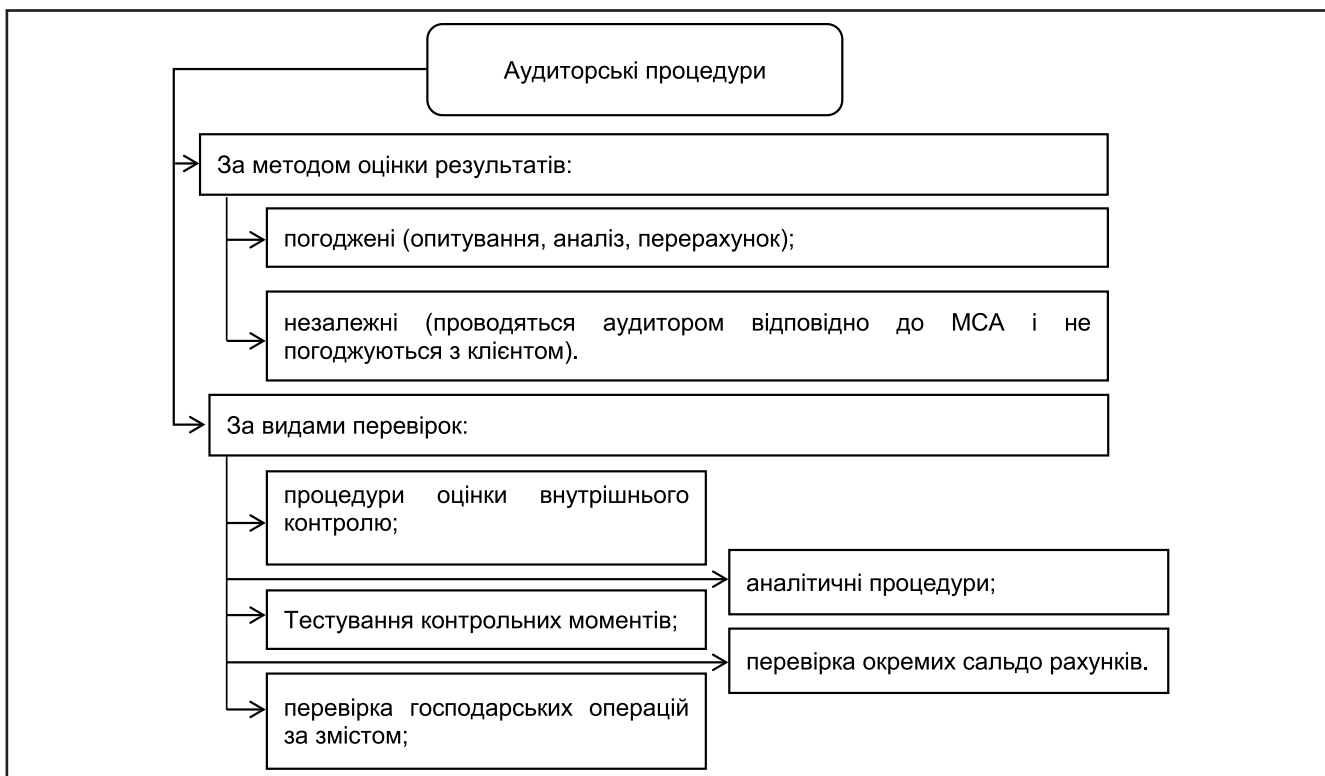 Аудиторські процедури
За методом оцінки результатів:
погоджені (опитування, аналіз, перерахунок);
незалежні (проводяться аудитором відповідно до МСА і не
погоджуються з клієнтом).
За видами перевірок:
процедури оцінки внутрішнього
контролю;
аналітичні процедури;
Тестування контрольних моментів;
перевірка окремих сальдо рахунків.
перевірка господарських операцій
за змістом;